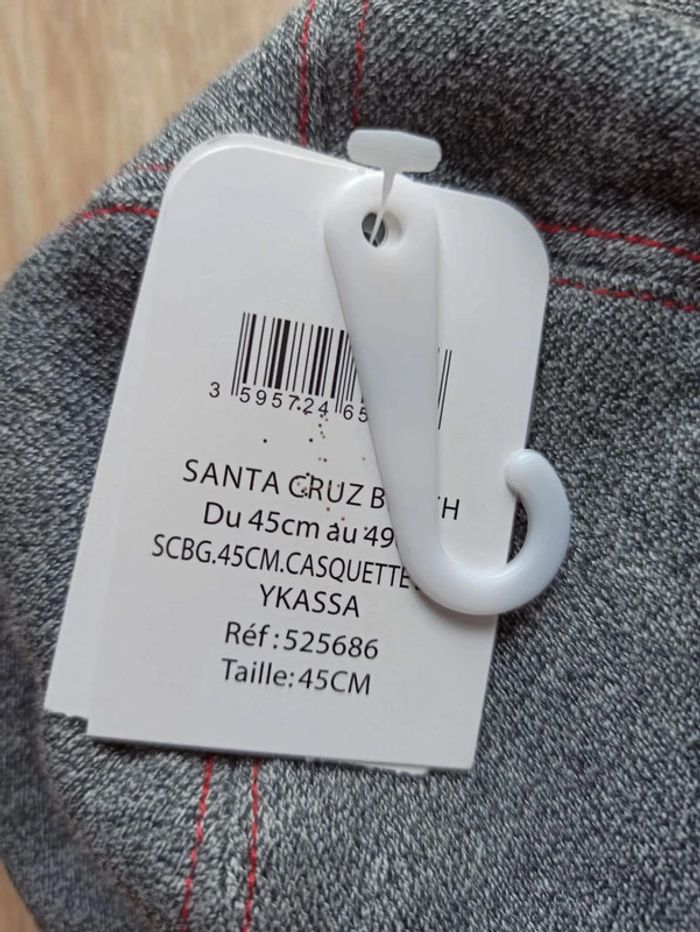 3 595724 65
SANTA CRUZ
Du 45cm au 49
SCBG.45CM.CASQUETTE
YKASSA
Réf:525686
Taille:45CM